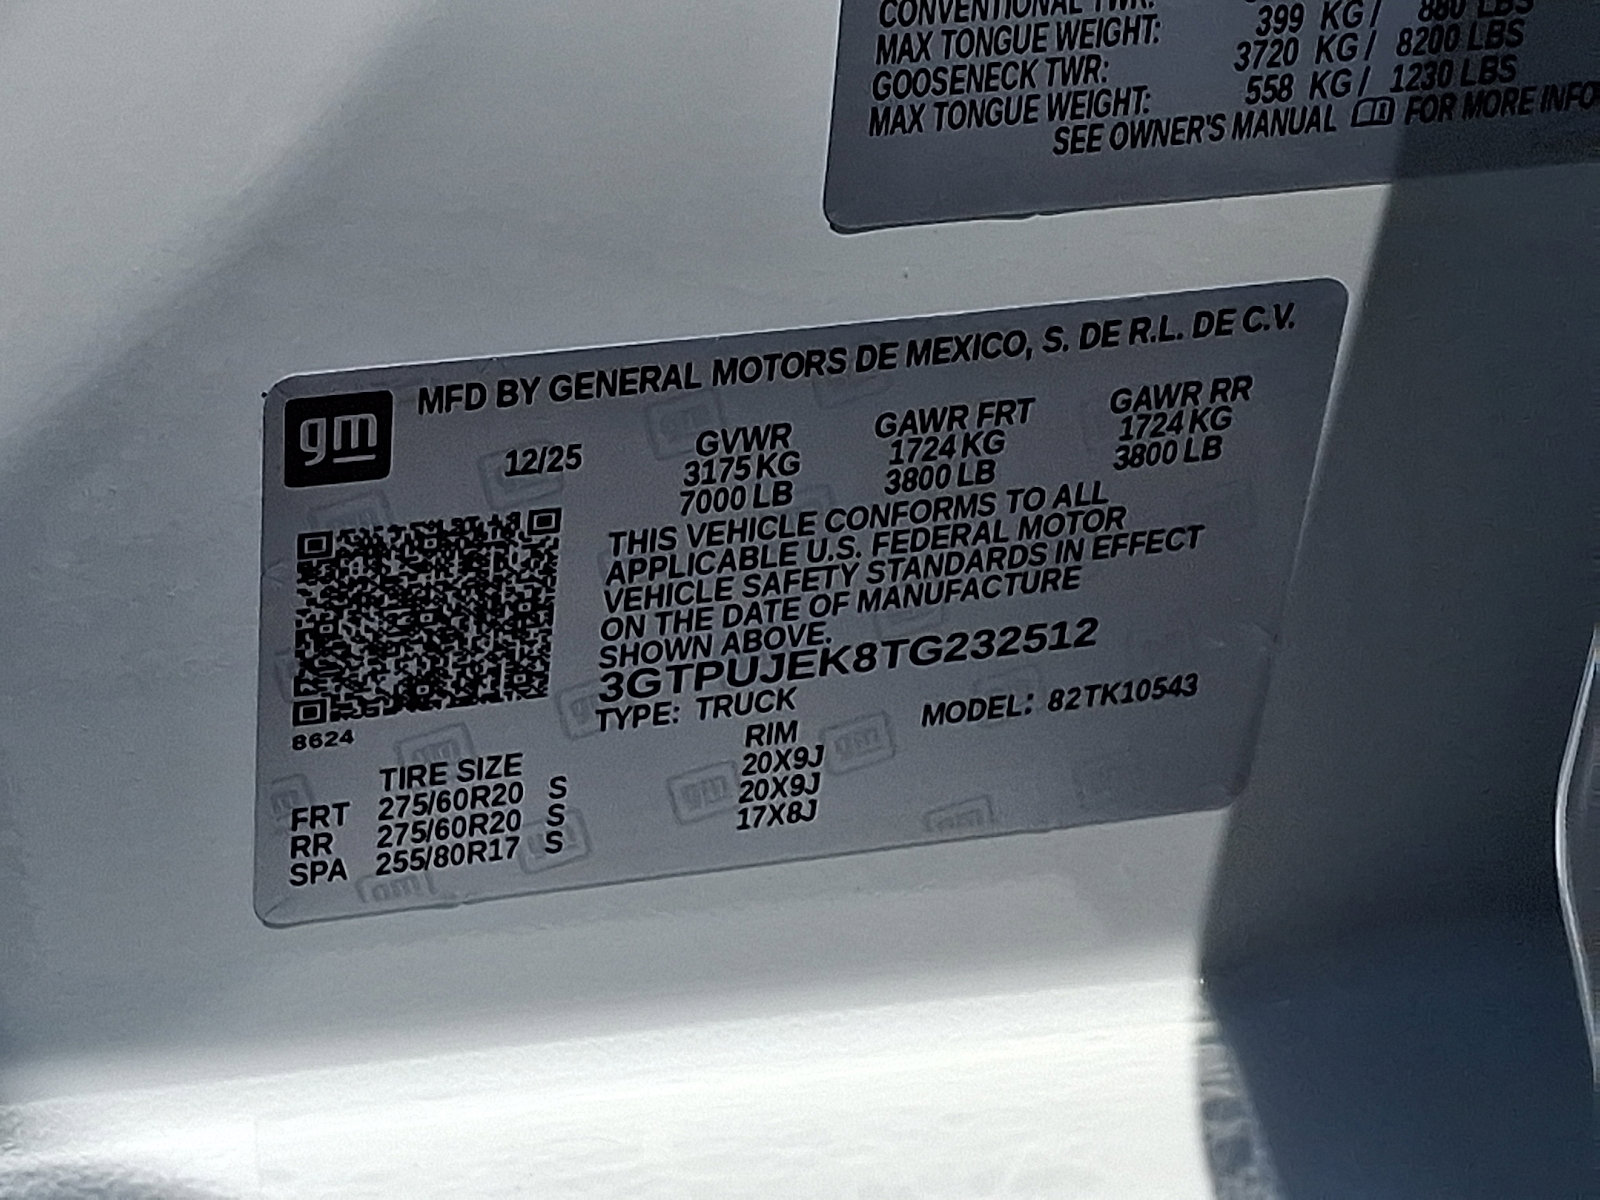 CONVENTIONAL TWR:
MAX TONGUE WEIGHT: 399 KG / 880 LBS
GOOSENECK TWR: 3720 KG / 8200 LBS
MAX TONGUE WEIGHT: 558 KG / 1230 LBS
SEE OWNER'S MANUAL FOR MORE INFO
gm
MFD BY GENERAL MOTORS DE MEXICO, S. DE R.L. DE C.V.
12/25 GVWR GAWR FRT GAWR RR
3175 KG 1724 KG 1724 KG
7000 LB 3800 LB 3800 LB
THIS VEHICLE CONFORMS TO ALL
APPLICABLE U.S. FEDERAL MOTOR
VEHICLE SAFETY STANDARDS IN EFFECT
ON THE DATE OF MANUFACTURE
SHOWN ABOVE.
3GTPUJEK8TG232512
TYPE: TRUCK MODEL: 82TK10543
8624
TIRE SIZE RIM
FRT 275/60R20 S 20X9J
RR 275/60R20 S 20X9J
SPA 255/80R17 S 17X8J